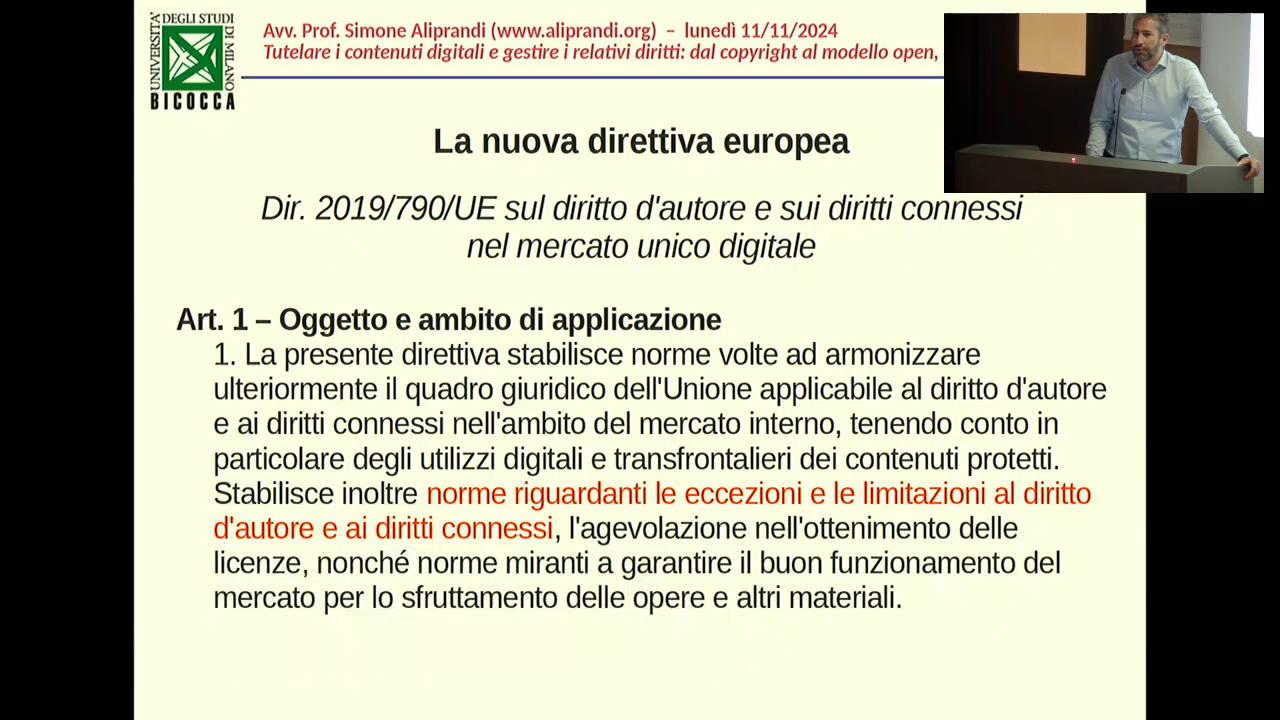 UNIVERSITA' DEGLI STUDI DI MILANO
BICOCCA
Avv. Prof. Simone Aliprandi (www.aliprandi.org) – lunedì 11/11/2024
Tutelare i contenuti digitali e gestire i relativi diritti: dal copyright al modello open,
La nuova direttiva europea
Dir. 2019/790/UE sul diritto d'autore e sui diritti connessi
nel mercato unico digitale
Art. 1 – Oggetto e ambito di applicazione
1. La presente direttiva stabilisce norme volte ad armonizzare
ulteriormente il quadro giuridico dell'Unione applicabile al diritto d'autore
e ai diritti connessi nell'ambito del mercato interno, tenendo conto in
particolare degli utilizzi digitali e transfrontalieri dei contenuti protetti.
Stabilisce inoltre norme riguardanti le eccezioni e le limitazioni al diritto
d'autore e ai diritti connessi, l'agevolazione nell'ottenimento delle
licenze, nonché norme miranti a garantire il buon funzionamento del
mercato per lo sfruttamento delle opere e altri materiali.